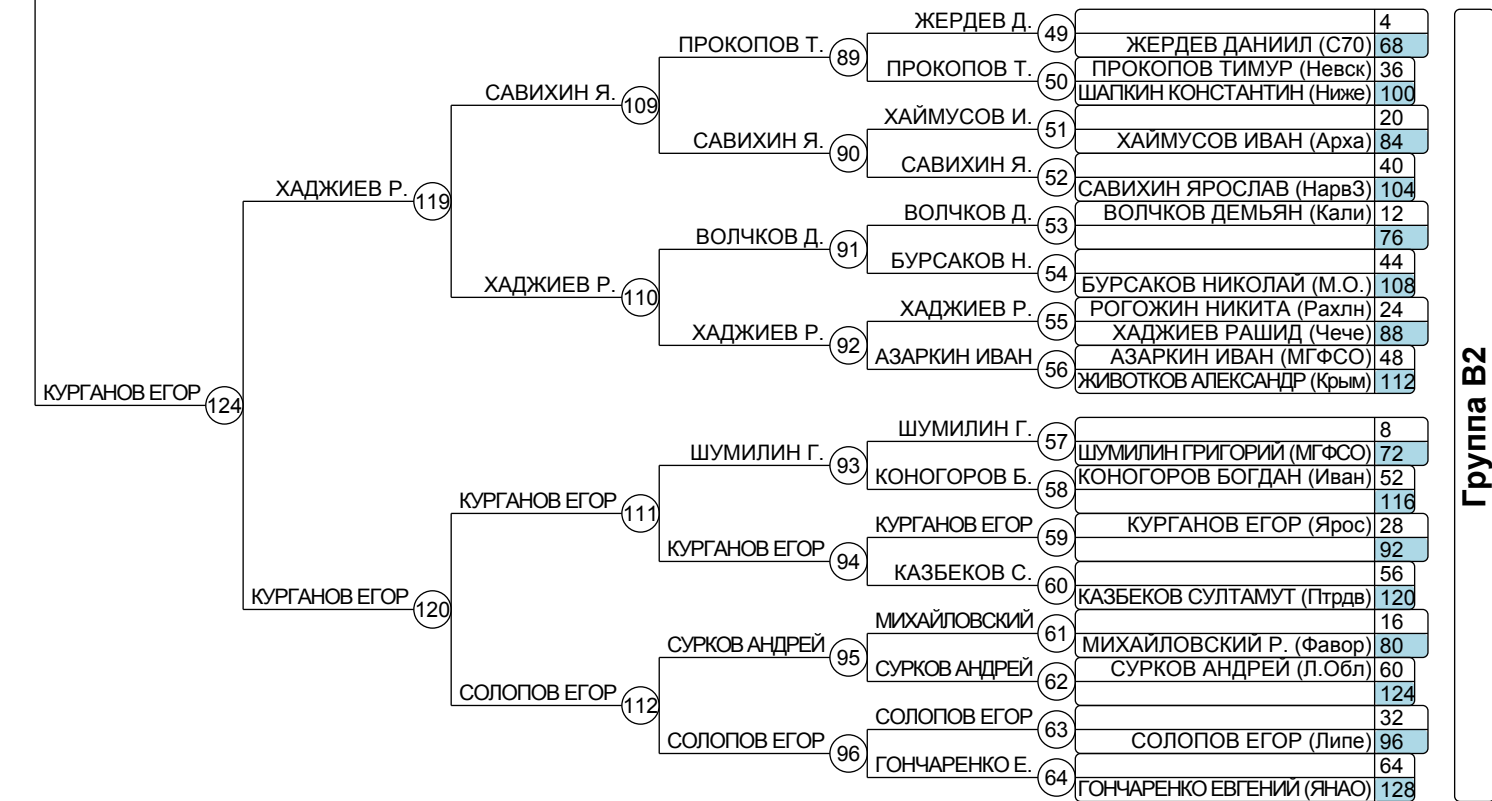 ЖЕРДЕВ Д. 49 4
ПРОКОПОВ Т. 89 ЖЕРДЕВ ДАНИИЛ (С70) 68
ПРОКОПОВ Т. 50 ПРОКОПОВ ТИМУР (Невск) 36
САВИХИН Я. 109 ШАПКИН КОНСТАНТИН (Ниже) 100
ХАЙМУСОВ И. 51 20
САВИХИН Я. 90 ХАЙМУСОВ ИВАН (Арха) 84
САВИХИН Я. 52 40
ХАДЖИЕВ Р. 119 САВИХИН ЯРОСЛАВ (НарвЗ) 104
ВОЛЧКОВ Д. 53 ВОЛЧКОВ ДЕМЬЯН (Кали) 12
ВОЛЧКОВ Д. 91 76
БУРСАКОВ Н. 54 44
ХАДЖИЕВ Р. 110 БУРСАКОВ НИКОЛАЙ (М.О.) 108
ХАДЖИЕВ Р. 55 РОГОЖИН НИКИТА (Рахлн) 24
ХАДЖИЕВ Р. 92 ХАДЖИЕВ РАШИД (Чече) 88
АЗАРКИН ИВАН 56 АЗАРКИН ИВАН (МГФСО) 48
ЖИВОТКОВ АЛЕКСАНДР (Крым) 112
КУРГАНОВ ЕГОР 124
ШУМИЛИН Г. 57 8
ШУМИЛИН Г. 93 ШУМИЛИН ГРИГОРИЙ (МГФСО) 72
КОНОГОРОВ Б. 58 КОНОГОРОВ БОГДАН (Иван) 52
КУРГАНОВ ЕГОР 111 116
КУРГАНОВ ЕГОР 59 КУРГАНОВ ЕГОР (Ярос) 28
КУРГАНОВ ЕГОР 94 92
КАЗБЕКОВ С. 60 56
КУРГАНОВ ЕГОР 120 КАЗБЕКОВ СУЛТАМУТ (Птрдв) 120
МИХАЙЛОВСКИЙ 61 16
СУРКОВ АНДРЕЙ 95 МИХАЙЛОВСКИЙ Р. (Фавор) 80
СУРКОВ АНДРЕЙ 62 СУРКОВ АНДРЕЙ (Л.Обл) 60
СОЛОПОВ ЕГОР 112 124
СОЛОПОВ ЕГОР 63 32
СОЛОПОВ ЕГОР 96 СОЛОПОВ ЕГОР (Липе) 96
ГОНЧАРЕНКО Е. 64 64
ГОНЧАРЕНКО ЕВГЕНИЙ (ЯНАО) 128
Группа B2